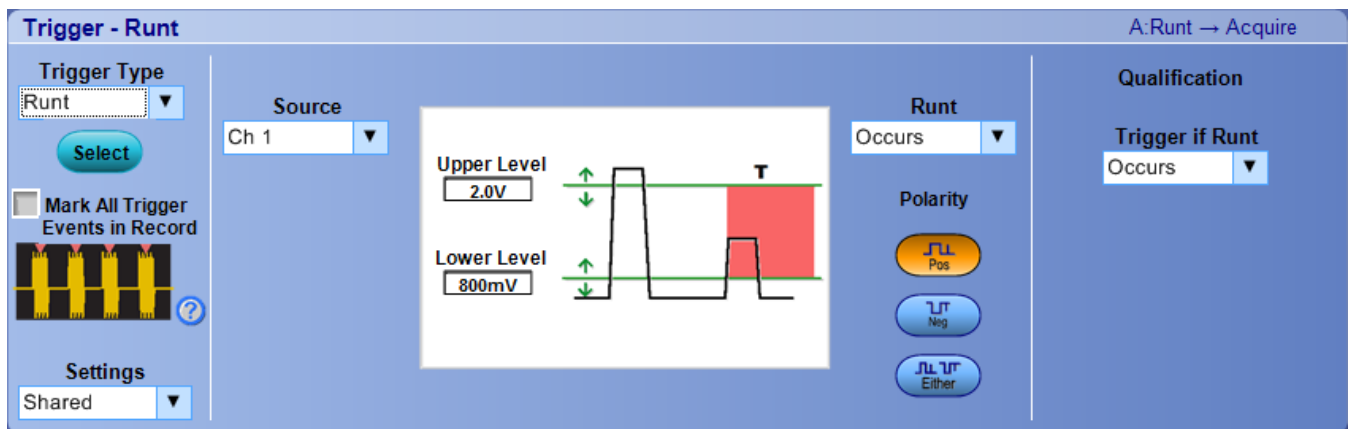 Trigger - Runt
A:Runt → Acquire
Trigger Type
Runt
Select
Mark All Trigger
Events in Record
?
Settings
Shared
Source
Ch 1
Upper Level
2.0V
Lower Level
800mV
T
Runt
Occurs
Polarity
Pos
Neg
Either
Qualification
Trigger if Runt
Occurs